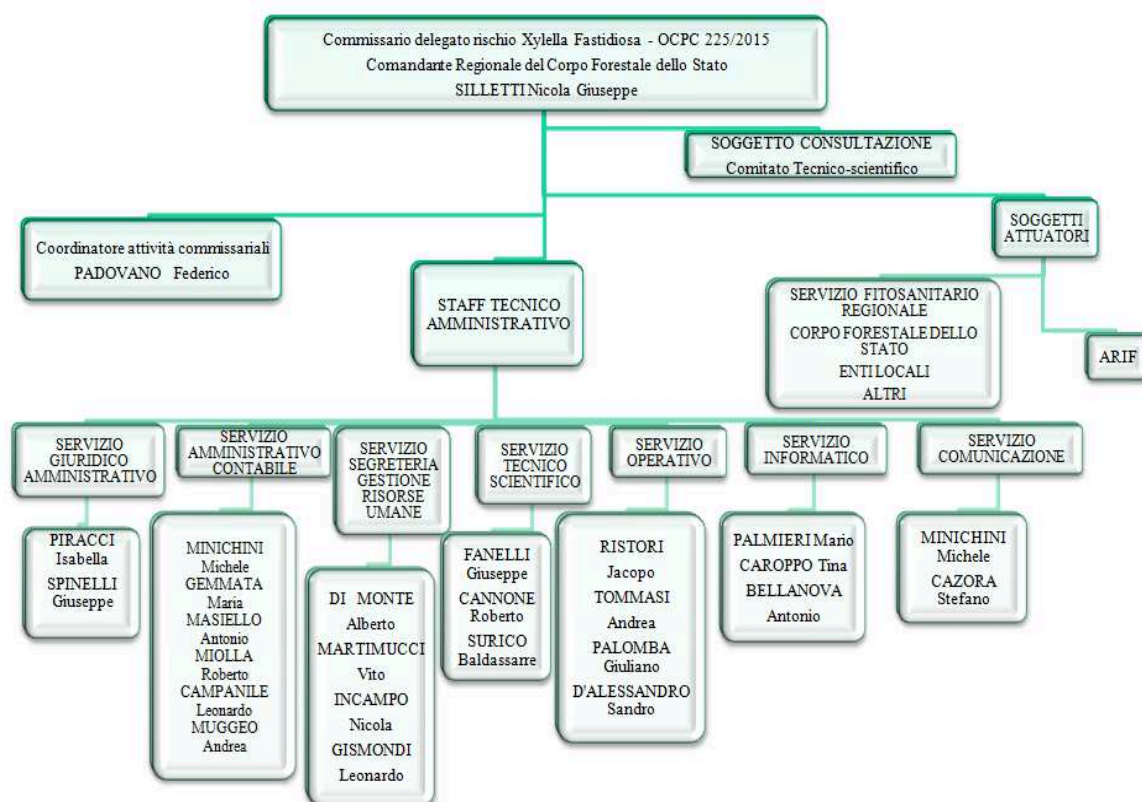 Commissario delegato rischio Xylella Fastidiosa - OCPC 225/2015
Comandante Regionale del Corpo Forestale dello Stato
SILLETTI Nicola Giuseppe
SOGGETTO CONSULTAZIONE
Comitato Tecnico-scientifico
Coordinatore attività commissariali
PADOVANO Federico
SOGGETTI
ATTUATORI
STAFF TECNICO
AMMINISTRATIVO
SERVIZIO FITOSANITARIO
REGIONALE
CORPO FORESTALE DELLO
STATO
ENTI LOCALI
ALTRI
ARIF
SERVIZIO
GIURIDICO
AMMINISTRATIVO
PIRACCI
Isabella
SPINELLI
Giuseppe
SERVIZIO
AMMINISTRATIVO
CONTABILE
MINICHINI
Michele
GEMMATA
Maria
MASIELLO
Antonio
MIOLLA
Roberto
CAMPANILE
Leonardo
MUGGEO
Andrea
SERVIZIO
SEGRETERIA
GESTIONE
RISORSE
UMANE
DI MONTE
Alberto
MARTIMUCCI
Vito
INCAMPO
Nicola
GISMONDI
Leonardo
SERVIZIO
TECNICO
SCIENTIFICO
FANELLI
Giuseppe
CANNONE
Roberto
SURICO
Baldassarre
SERVIZIO
OPERATIVO
RISTORI
Jacopo
TOMMASI
Andrea
PALOMBA
Giuliano
D'ALESSANDRO
Sandro
SERVIZIO
INFORMATICO
PALMIERI Mario
CAROPPO Tina
BELLANOVA
Antonio
SERVIZIO
COMUNICAZIONE
MINICHINI
Michele
CAZORA
Stefano